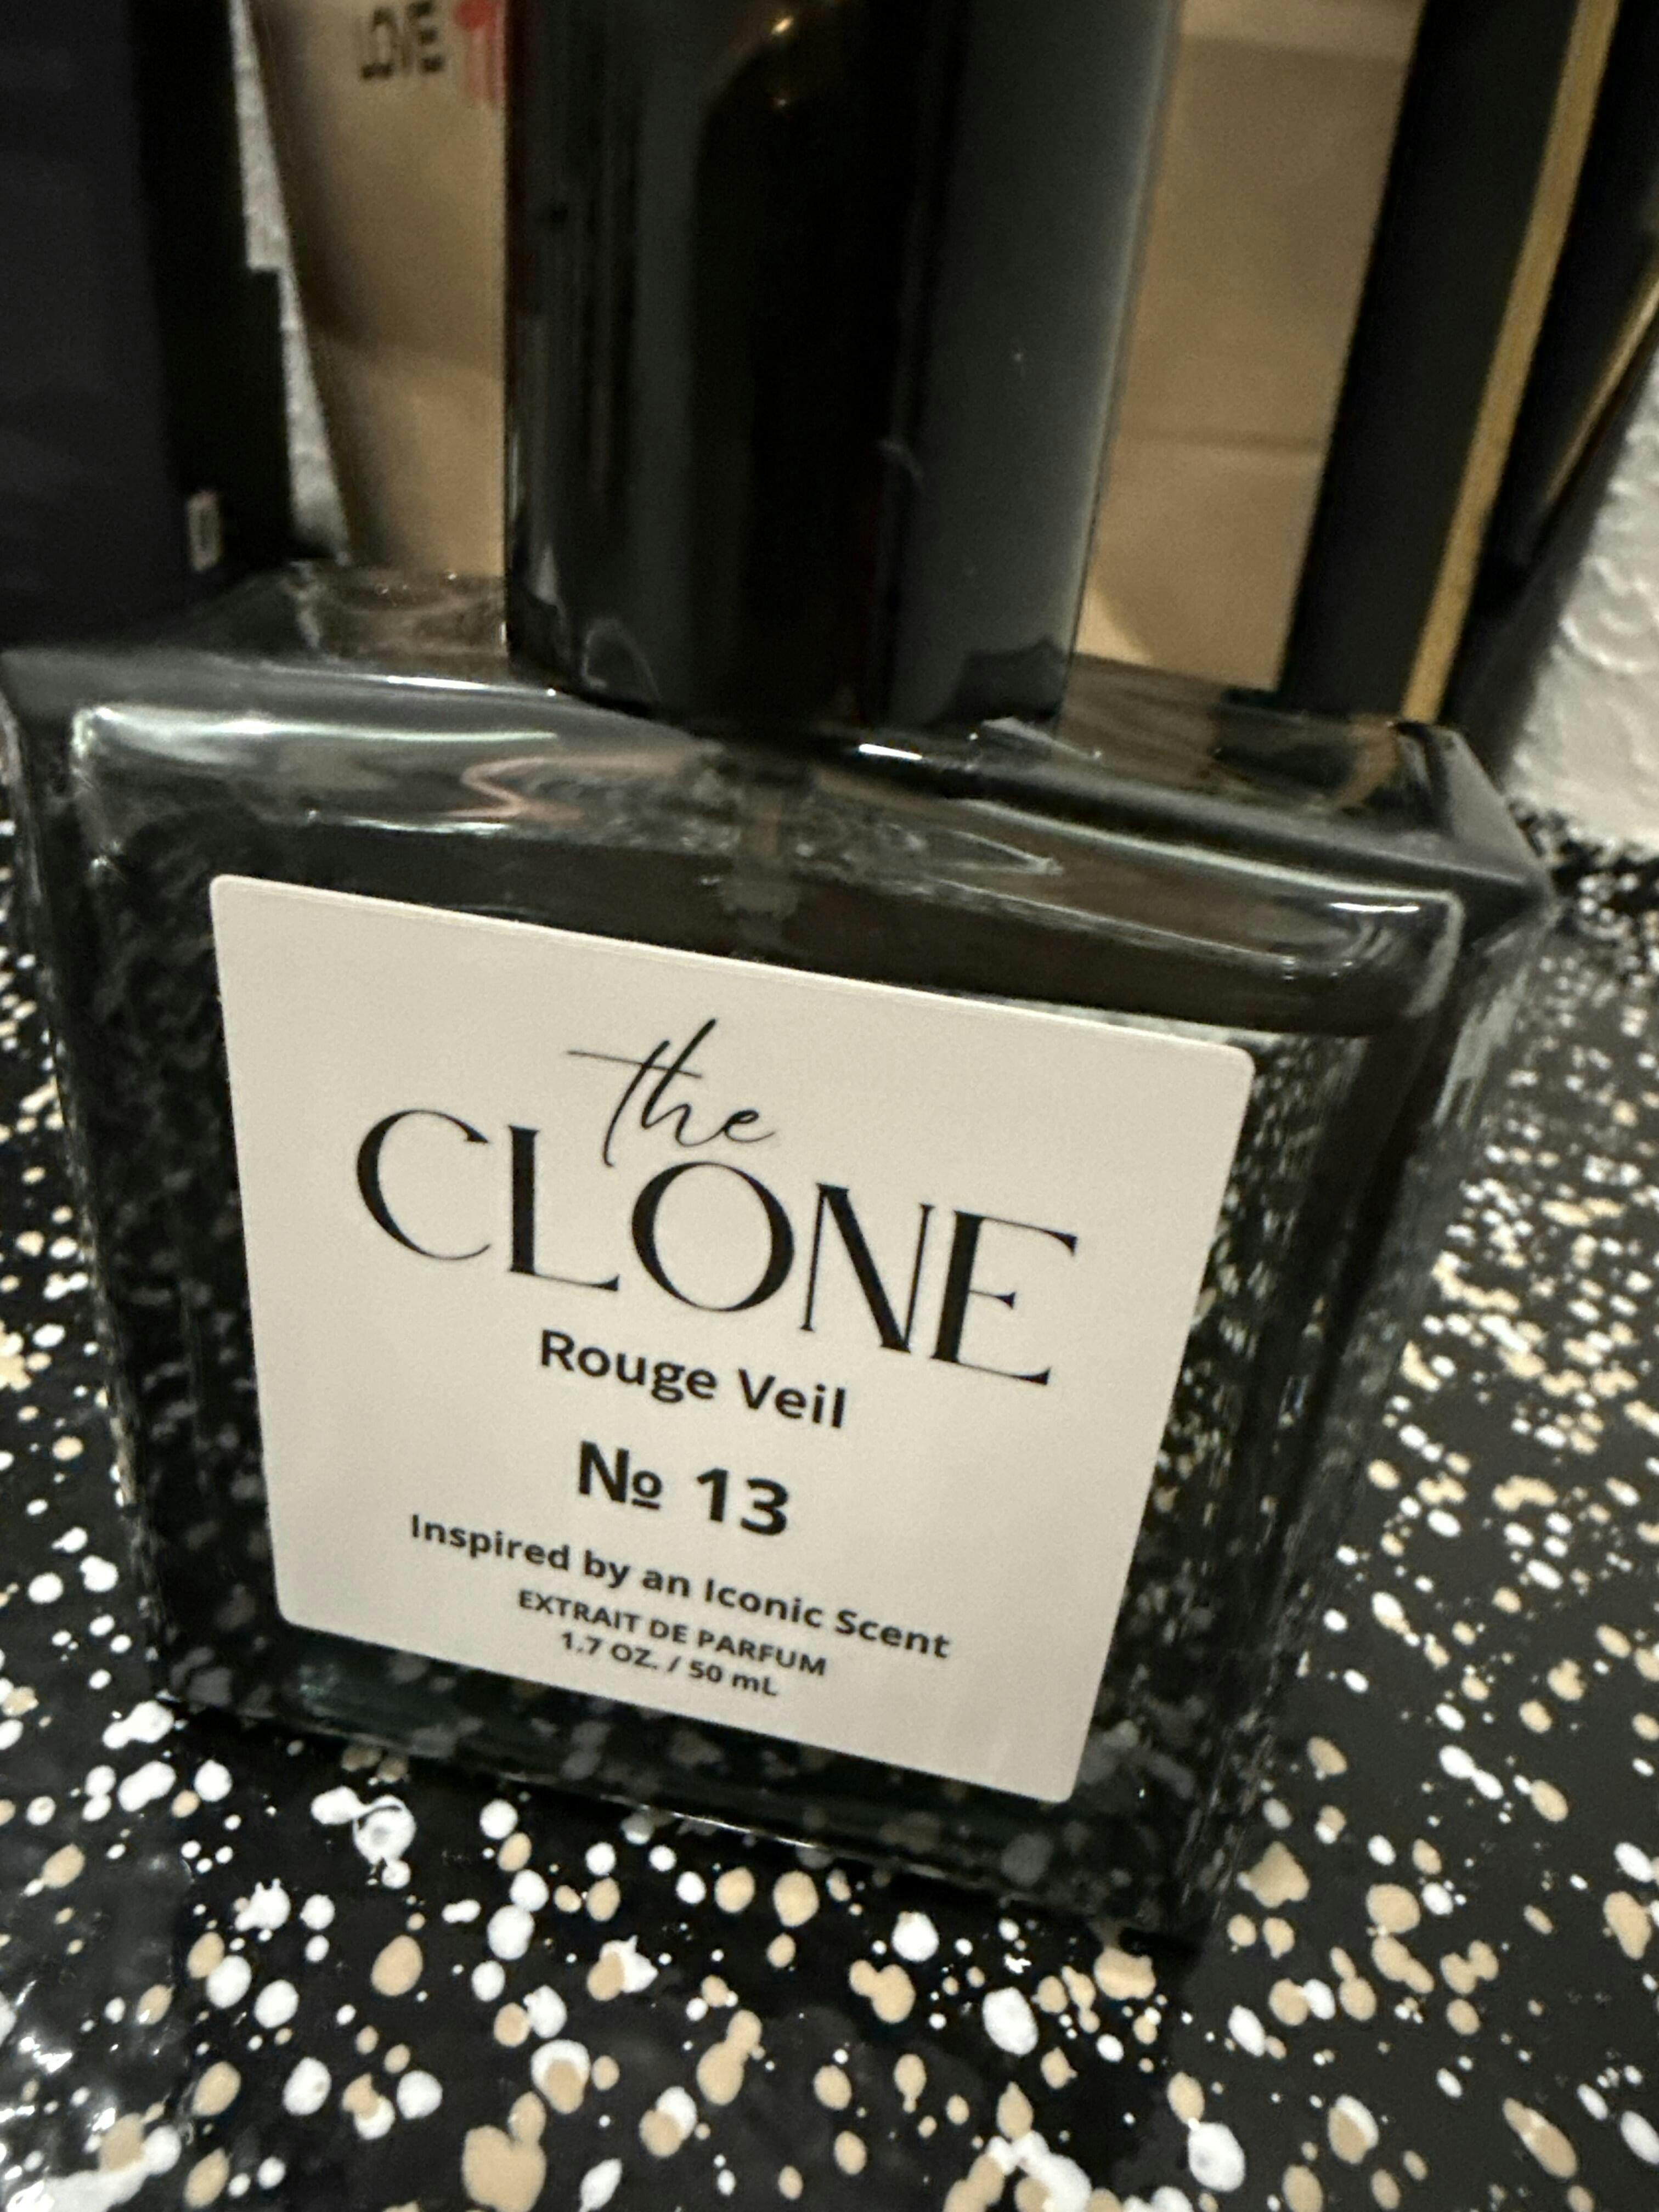 LOVE
the
CLONE
Rouge Veil
№ 13
Inspired by an Iconic Scent
EXTRAIT DE PARFUM
1.7 OZ. / 50 mL